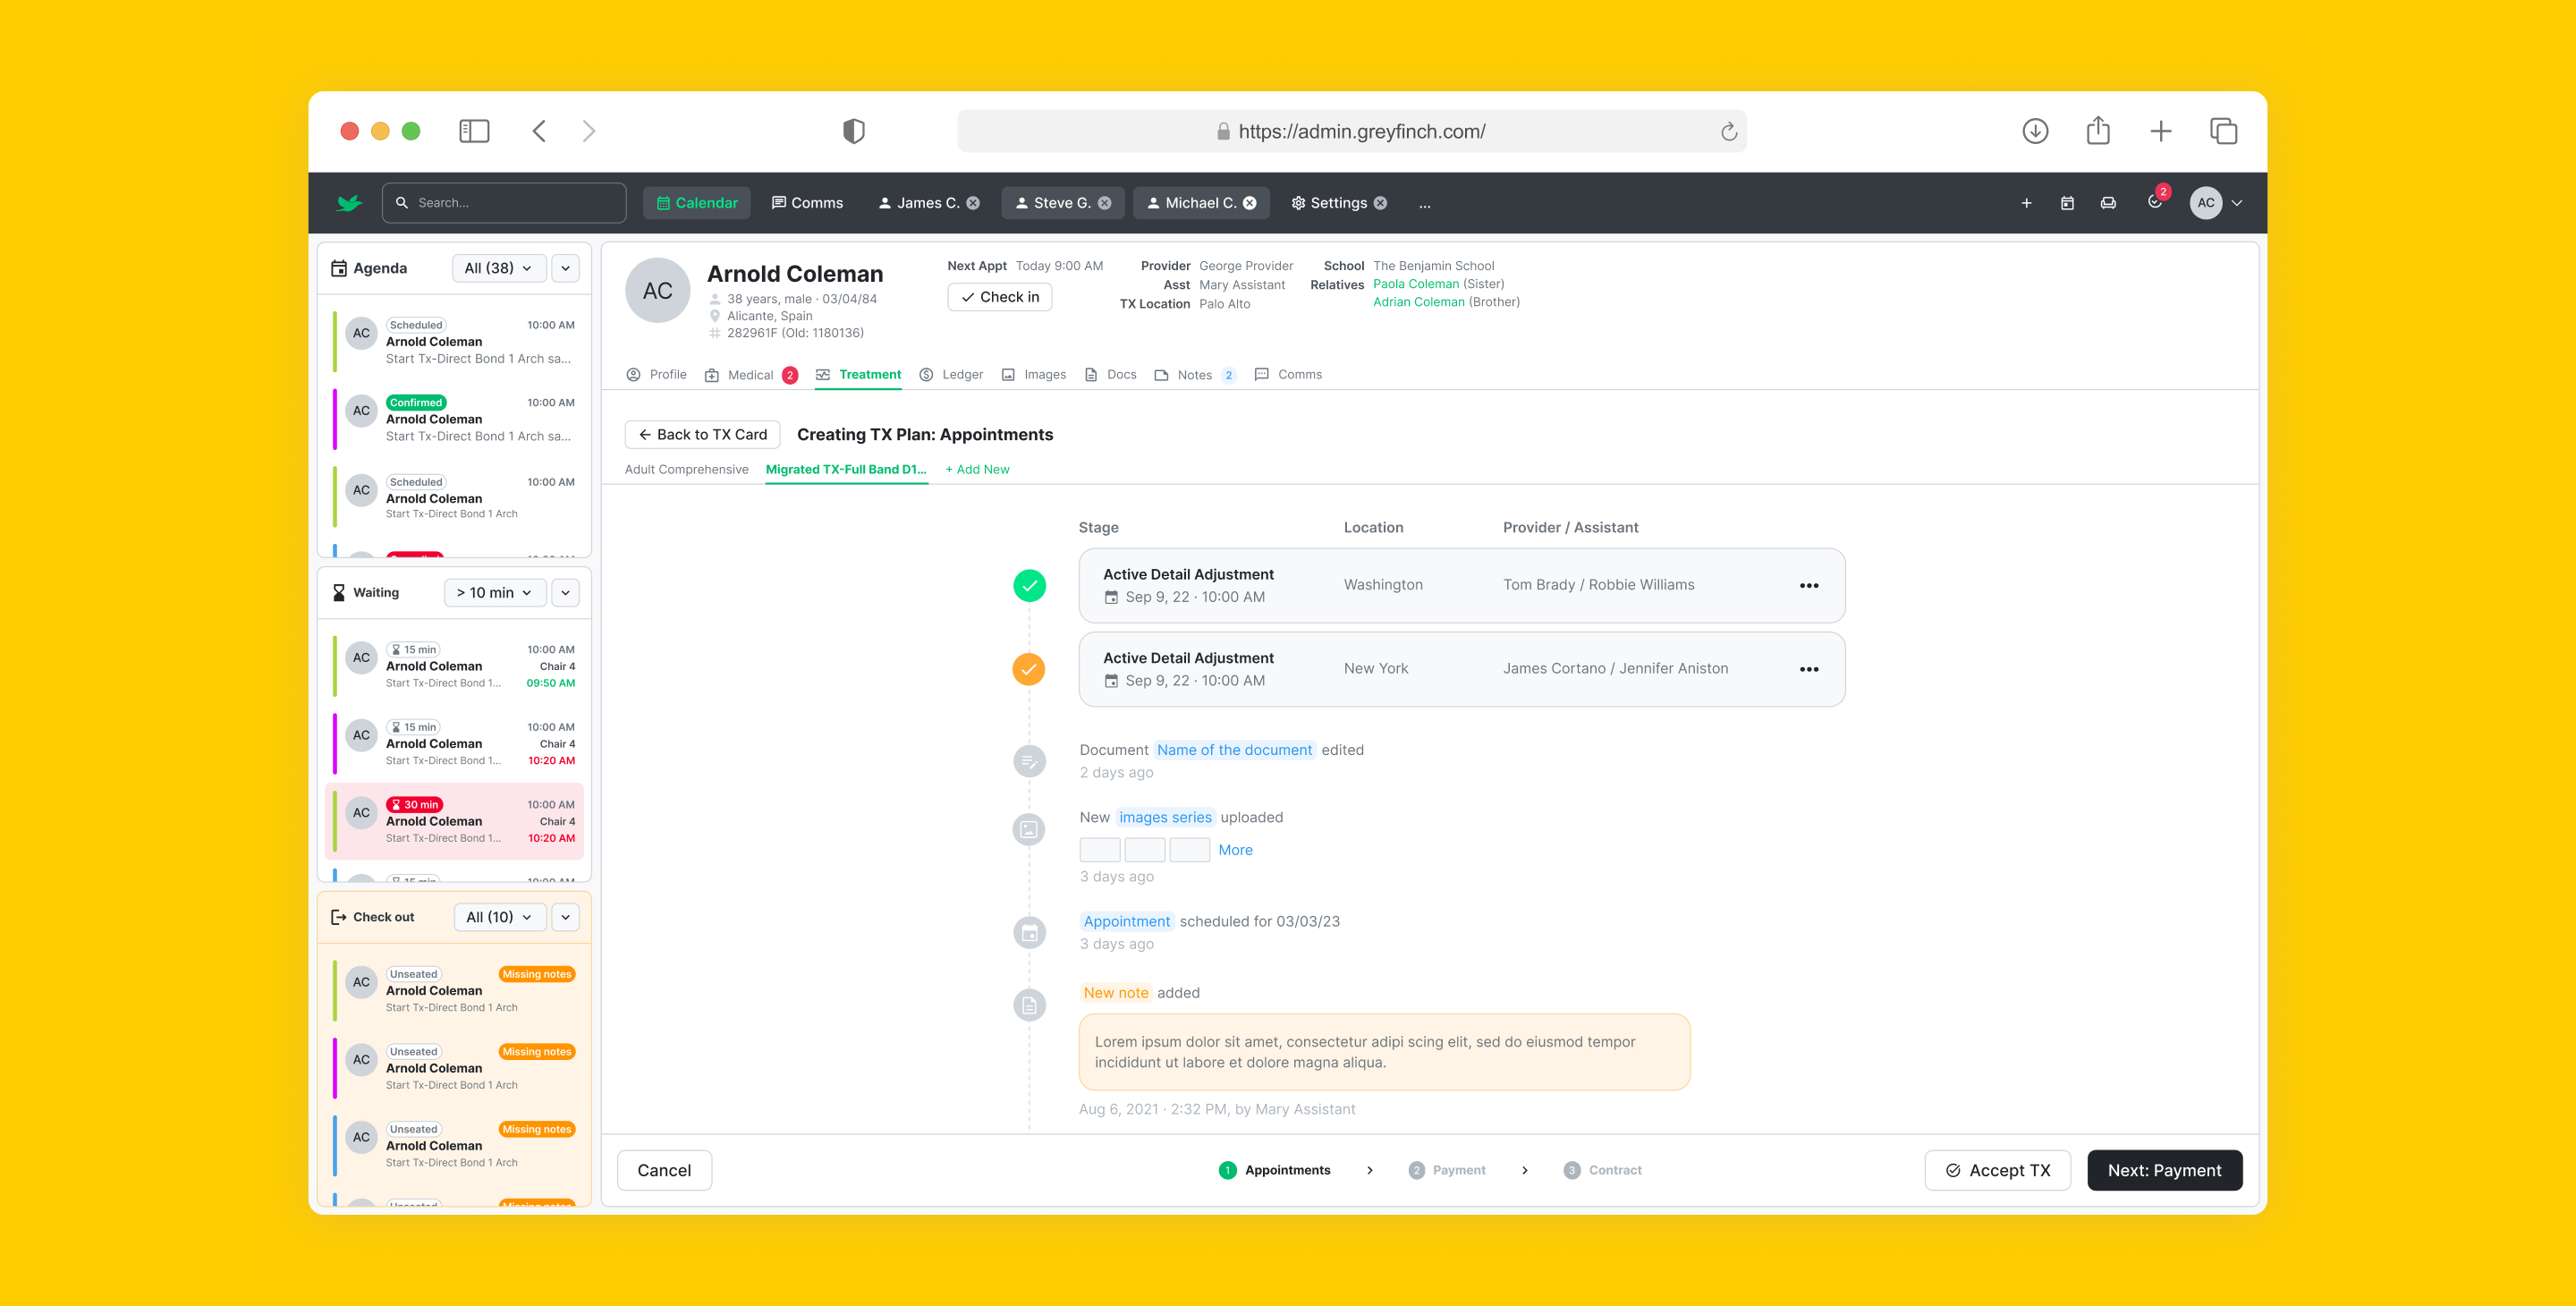 https://admin.greyfinch.com/
Search...
Calendar
Comms
James C.
Steve G.
Michael C.
Settings
...
2
AC
Agenda
All (38)
AC
Scheduled
10:00 AM
Arnold Coleman
Start Tx-Direct Bond 1 Arch sa...
AC
Confirmed
10:00 AM
Arnold Coleman
Start Tx-Direct Bond 1 Arch sa...
AC
Scheduled
10:00 AM
Arnold Coleman
Start Tx-Direct Bond 1 Arch
Waiting
> 10 min
AC
15 min
10:00 AM
Arnold Coleman
Chair 4
Start Tx-Direct Bond 1...
09:50 AM
AC
15 min
10:00 AM
Arnold Coleman
Chair 4
Start Tx-Direct Bond 1...
10:20 AM
AC
30 min
10:00 AM
Arnold Coleman
Chair 4
Start Tx-Direct Bond 1...
10:20 AM
15 min
10:00 AM
Check out
All (10)
AC
Unseated
Missing notes
Arnold Coleman
Start Tx-Direct Bond 1 Arch
AC
Unseated
Missing notes
Arnold Coleman
Start Tx-Direct Bond 1 Arch
AC
Unseated
Missing notes
Arnold Coleman
Start Tx-Direct Bond 1 Arch
Unseated
Missing notes
AC
Arnold Coleman
38 years, male · 03/04/84
Alicante, Spain
282961F (Old: 1180136)
Next Appt Today 9:00 AM
Check in
Provider George Provider
Asst Mary Assistant
TX Location Palo Alto
School The Benjamin School
Relatives Paola Coleman (Sister)
Adrian Coleman (Brother)
Profile
Medical 2
Treatment
Ledger
Images
Docs
Notes 2
Comms
Back to TX Card
Creating TX Plan: Appointments
Adult Comprehensive
Migrated TX-Full Band D1...
+ Add New
Stage
Location
Provider / Assistant
Active Detail Adjustment
Sep 9, 22 · 10:00 AM
Washington
Tom Brady / Robbie Williams
Active Detail Adjustment
Sep 9, 22 · 10:00 AM
New York
James Cortano / Jennifer Aniston
Document Name of the document edited
2 days ago
New images series uploaded
More
3 days ago
Appointment scheduled for 03/03/23
3 days ago
New note added
Lorem ipsum dolor sit amet, consectetur adipi scing elit, sed do eiusmod tempor
incididunt ut labore et dolore magna aliqua.
Aug 6, 2021 · 2:32 PM, by Mary Assistant
Cancel
1 Appointments
2 Payment
3 Contract
Accept TX
Next: Payment